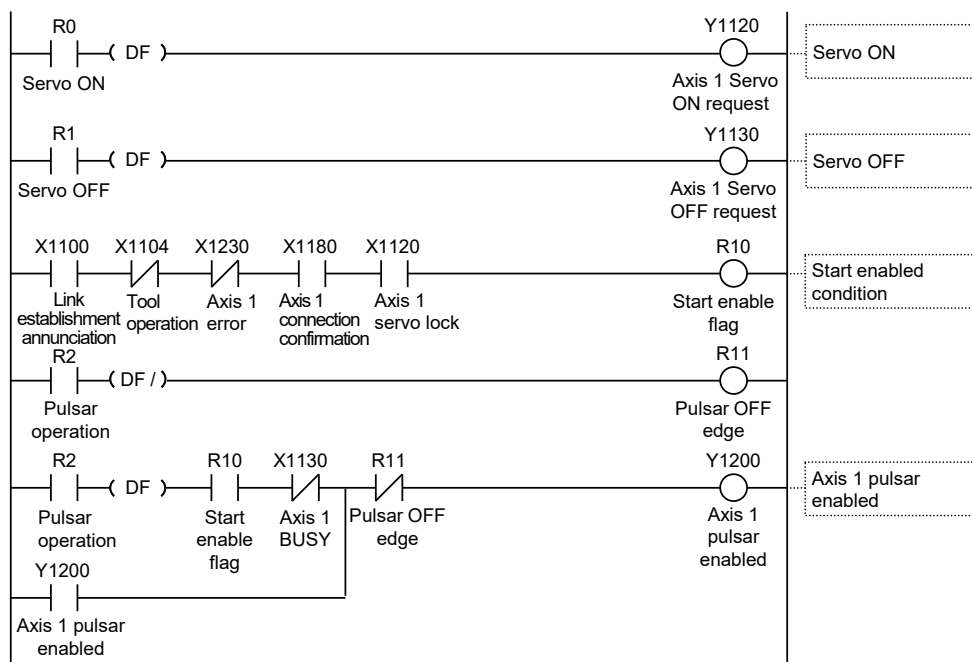 R0
Y1120
DF
Servo ON
Servo ON
Axis 1 Servo
ON request
R1
Y1130
DF
Servo OFF
Servo OFF
Axis 1 Servo
OFF request
X1100 X1104 X1230 X1180 X1120
R10
Link
establishment
annunciation
Tool
operation
Axis 1
error
Axis 1
connection
confirmation
Axis 1
servo lock
Start enable
flag
Start enabled
condition
R2
R11
DF /
Pulsar
operation
Pulsar OFF
edge
R2
DF
R10 X1130 R11
Y1200
Pulsar
operation
Start
enable
flag
Axis 1
BUSY
Pulsar OFF
edge
Axis 1
pulsar
enabled
Axis 1 pulsar
enabled
Y1200
Axis 1 pulsar
enabled